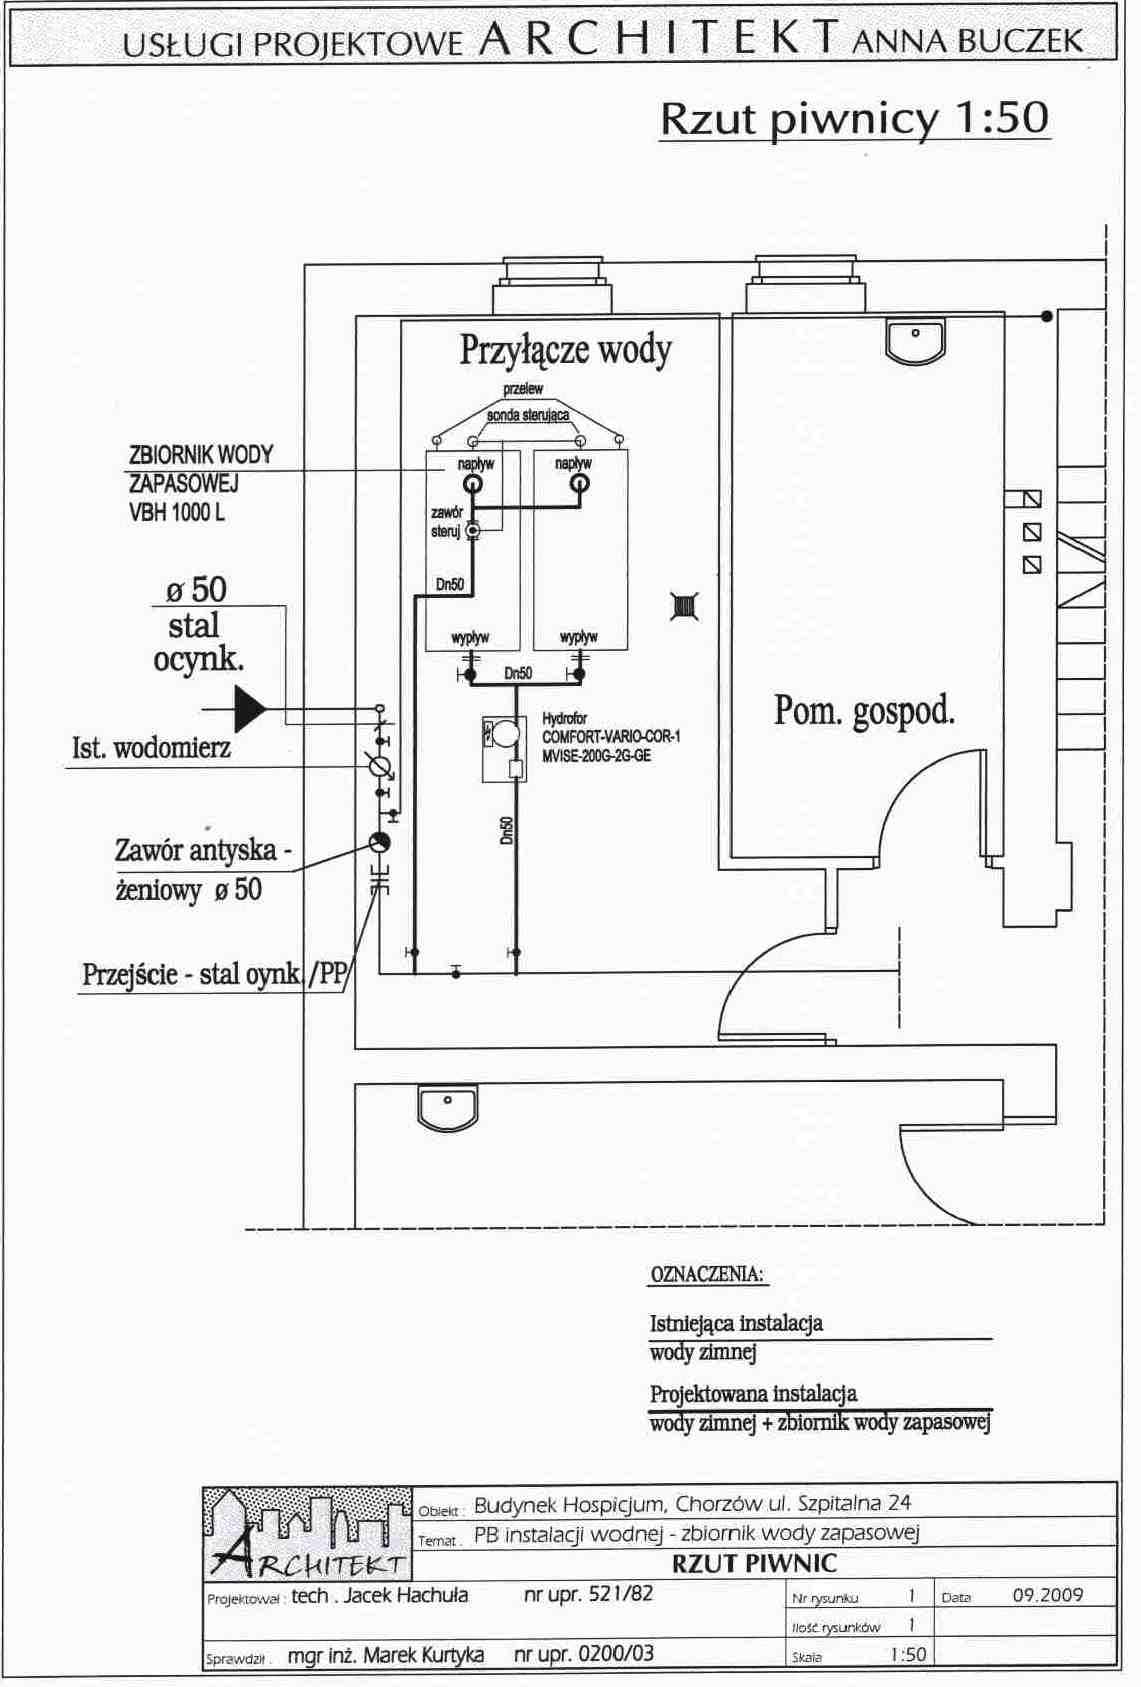 USŁUGI PROJEKTOWE ARCHITEKT ANNA BUCZEK
Rzut piwnicy 1:50
Przyłącze wody
przelew
sonda sterująca
ZBIORNIK WODY
ZAPASOWEJ
VBH 1000 L
napływ
napływ
zawór
steruj
Dn50
ø 50
stal
ocynk.
wypływ
wypływ
Dn50
Hydrofor
COMFORT-VARIO-COR-1
MVISE-200G-2G-GE
Pom. gospod.
Ist. wodomierz
Dn50
Zawór antyska -
żeniowy ø 50
Przejście - stal oynk./PP
OZNACZENIA:
Istniejąca instalacja
wody zimnej
Projektowana instalacja
wody zimnej + zbiornik wody zapasowej
ARCHITEKT
Obiekt : Budynek Hospicjum, Chorzów ul. Szpitalna 24
Temat . PB instalacji wodnej - zbiornik wody zapasowej
RZUT PIWNIC
Projektował : tech . Jacek Hachuła nr upr. 521/82
Nr rysunku 1 Data 09.2009
Ilość rysunków 1
Sprawdził . mgr inż. Marek Kurtyka nr upr. 0200/03
Skala 1:50